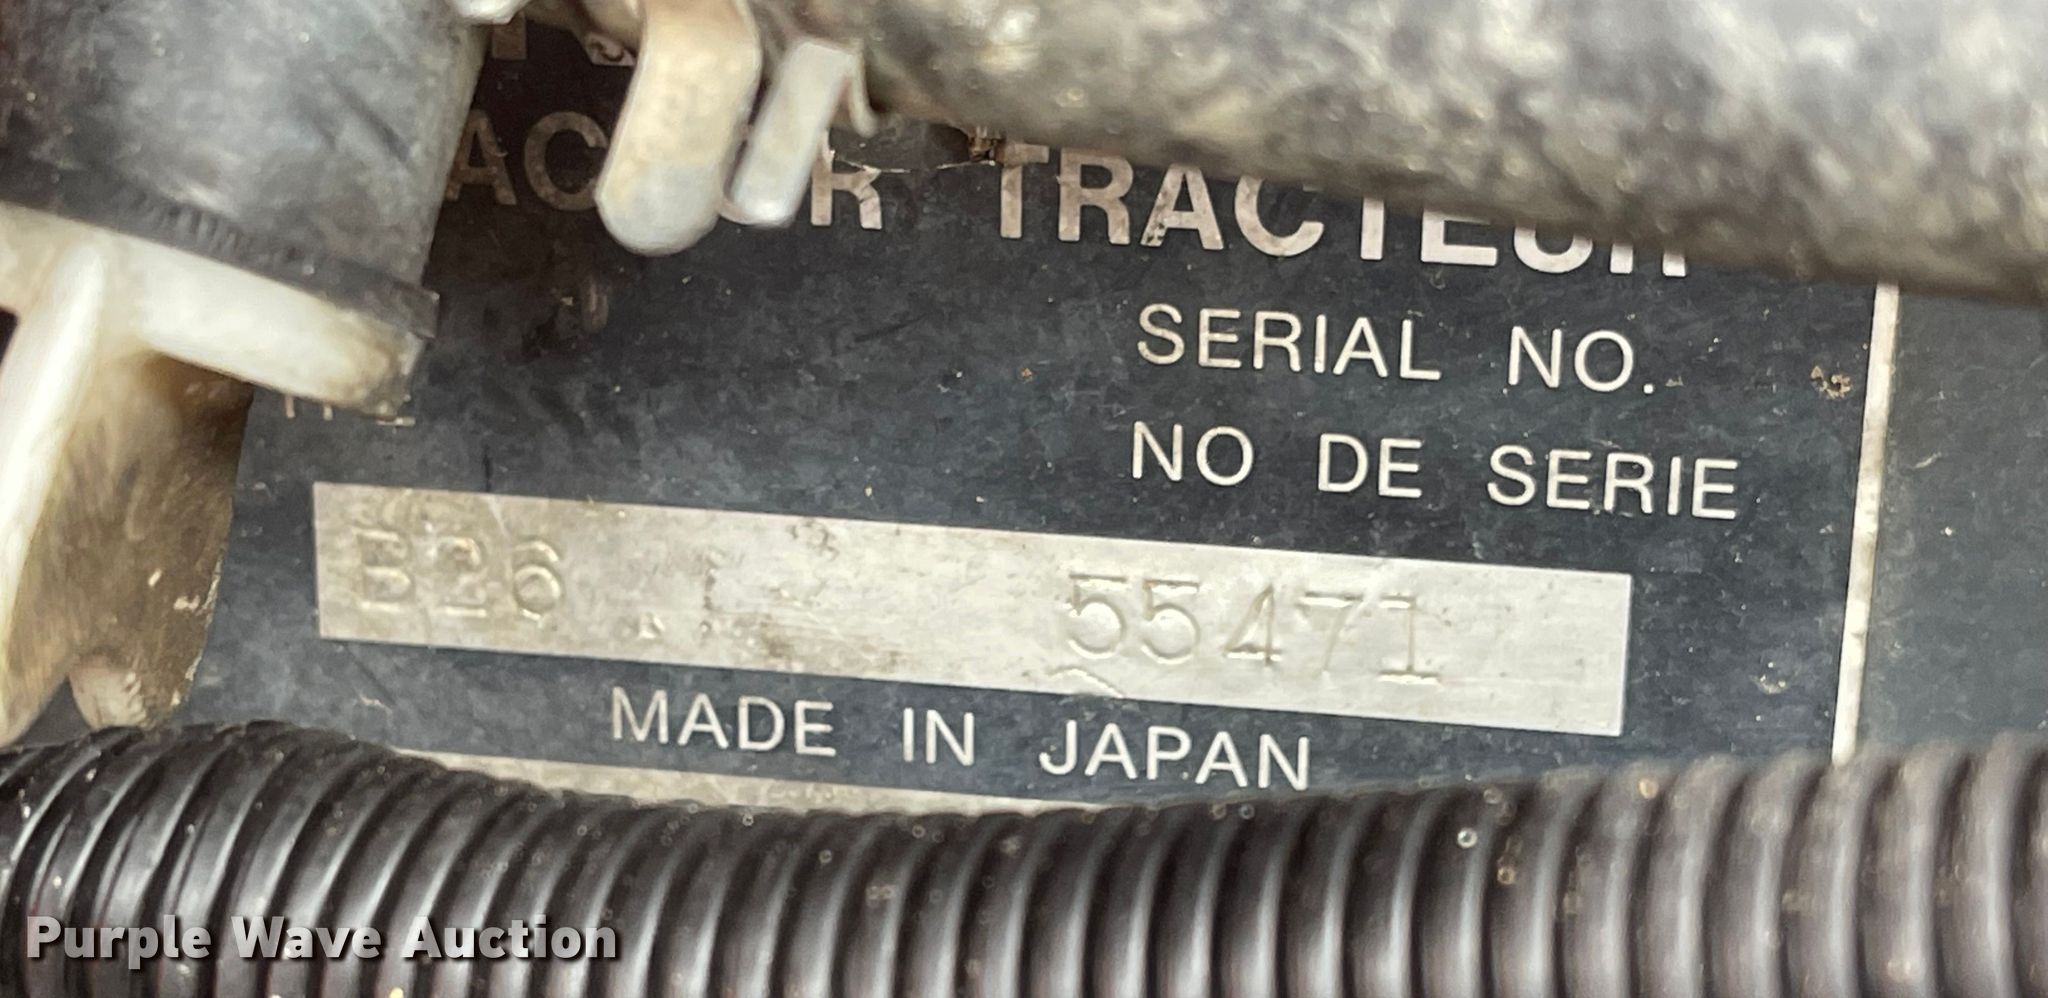 TRACTEUR
SERIAL NO.
NO DE SERIE
B26 55471
MADE IN JAPAN
Purple Wave Auction